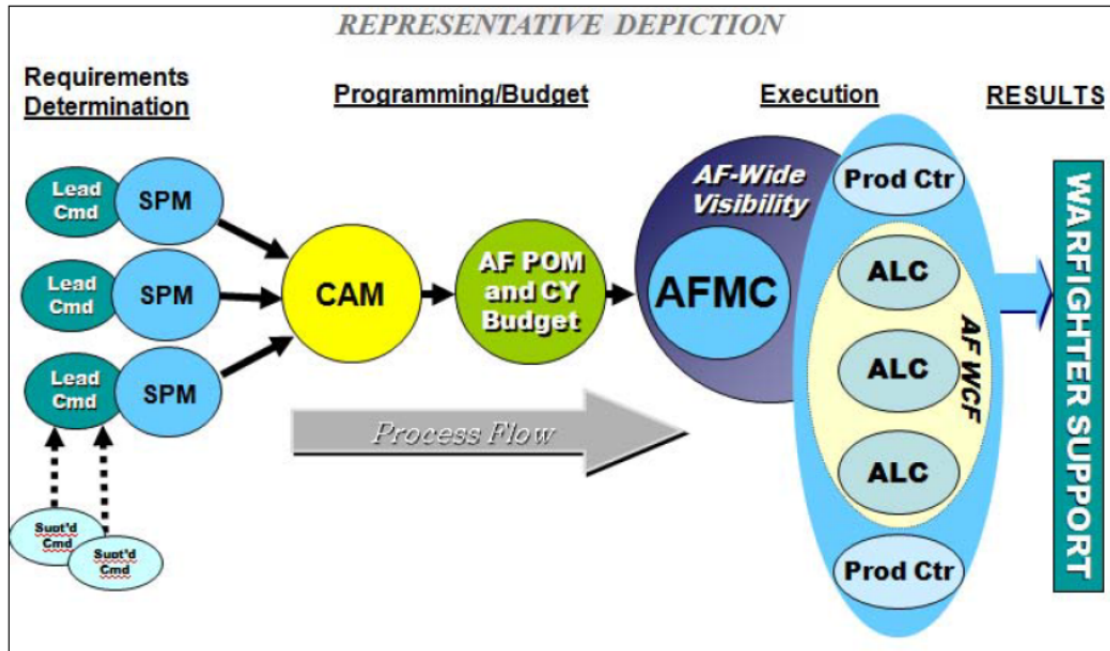 REPRESENTATIVE DEPICTION
Requirements
Determination
Programming/Budget
Execution
RESULTS
Lead
Cmd
SPM
Lead
Cmd
SPM
Lead
Cmd
SPM
Supt'd
Cmd
Supt'd
Cmd
CAM
AF POM
and CY
Budget
Process Flow
AF-Wide
Visibility
AFMC
Prod Ctr
ALC
ALC
ALC
AF WCF
Prod Ctr
WARFIGHTER SUPPORT